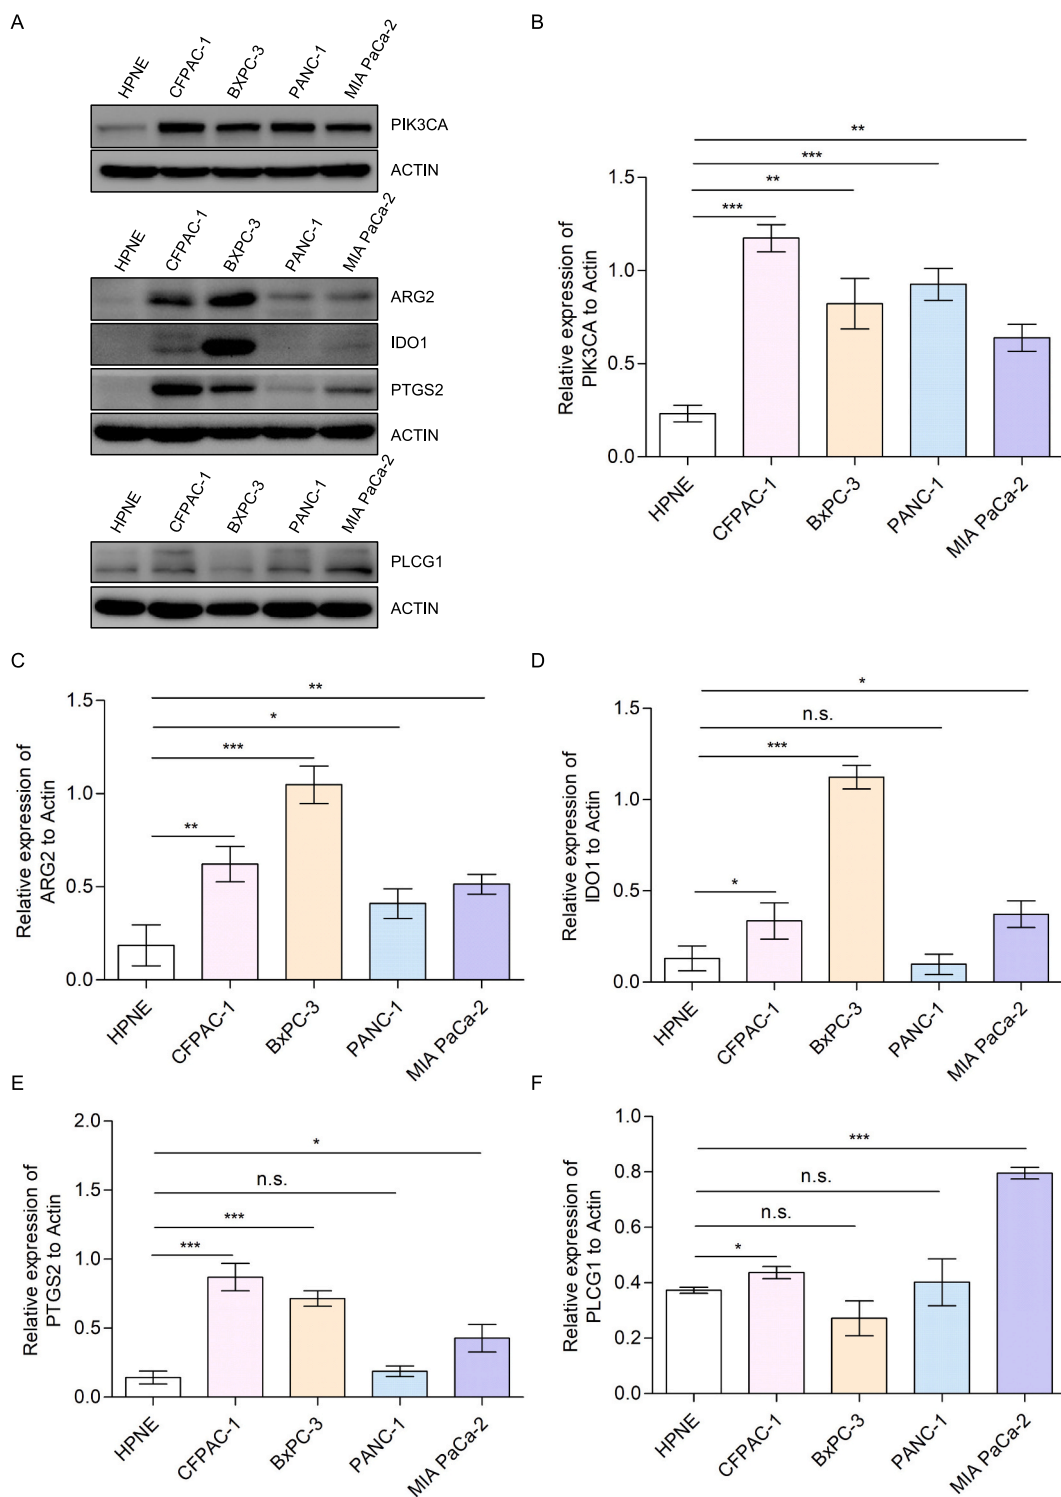 A
HPNE
CFPAC-1
BXPC-3
PANC-1
MIA PaCa-2
PIK3CA
ACTIN
HPNE
CFPAC-1
BXPC-3
PANC-1
MIA PaCa-2
ARG2
IDO1
PTGS2
ACTIN
HPNE
CFPAC-1
BXPC-3
PANC-1
MIA PaCa-2
PLCG1
ACTIN
B
Relative expression of
PIK3CA to Actin
**
***
**
***
1.5
1.0
0.5
0.0
HPNE
CFPAC-1
BxPC-3
PANC-1
MIA PaCa-2
C
Relative expression of
ARG2 to Actin
**
*
***
**
1.5
1.0
0.5
0.0
HPNE
CFPAC-1
BxPC-3
PANC-1
MIA PaCa-2
D
Relative expression of
IDO1 to Actin
*
n.s.
***
*
1.5
1.0
0.5
0.0
HPNE
CFPAC-1
BxPC-3
PANC-1
MIA PaCa-2
E
Relative expression of
PTGS2 to Actin
*
n.s.
***
***
2.0
1.5
1.0
0.5
0.0
HPNE
CFPAC-1
BxPC-3
PANC-1
MIA PaCa-2
F
Relative expression of
PLCG1 to Actin
***
n.s.
n.s.
*
1.0
0.8
0.6
0.4
0.2
0.0
HPNE
CFPAC-1
BxPC-3
PANC-1
MIA PaCa-2